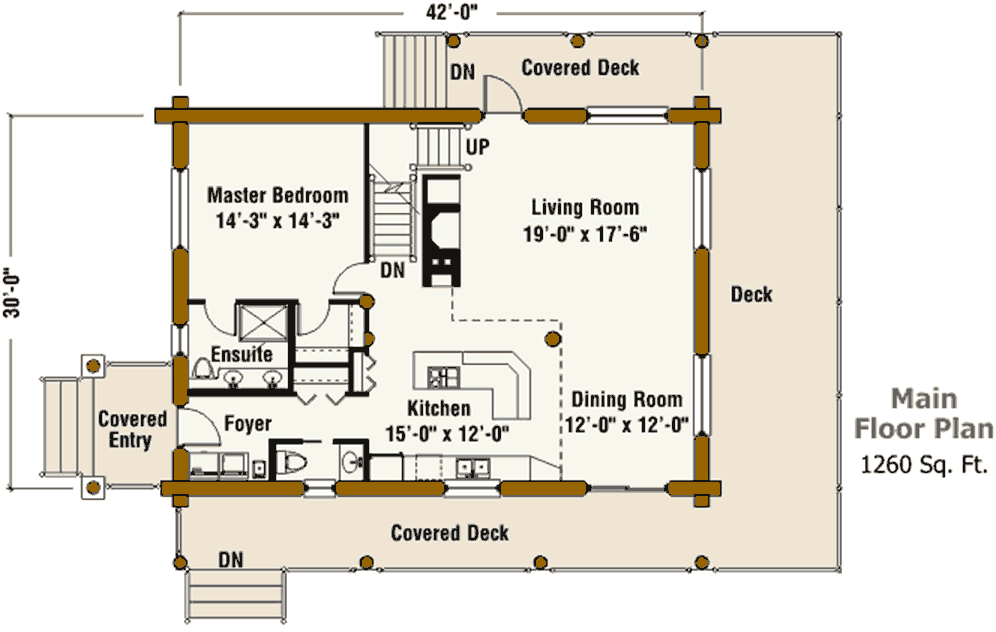 42'-0"
DN
Covered Deck
UP
Master Bedroom
14'-3" x 14'-3"
Living Room
19'-0" x 17'-6"
DN
30'-0"
Deck
Ensuite
Covered
Entry
Foyer
Kitchen
15'-0" x 12'-0"
Dining Room
12'-0" x 12'-0"
Main
Floor Plan
1260 Sq. Ft.
Covered Deck
DN